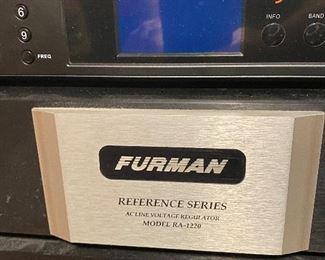 6
INFO
BAND
9
FREQ
FURMAN
REFERENCE SERIES
AC LINE VOLTAGE REGULATOR
MODEL RA-1220